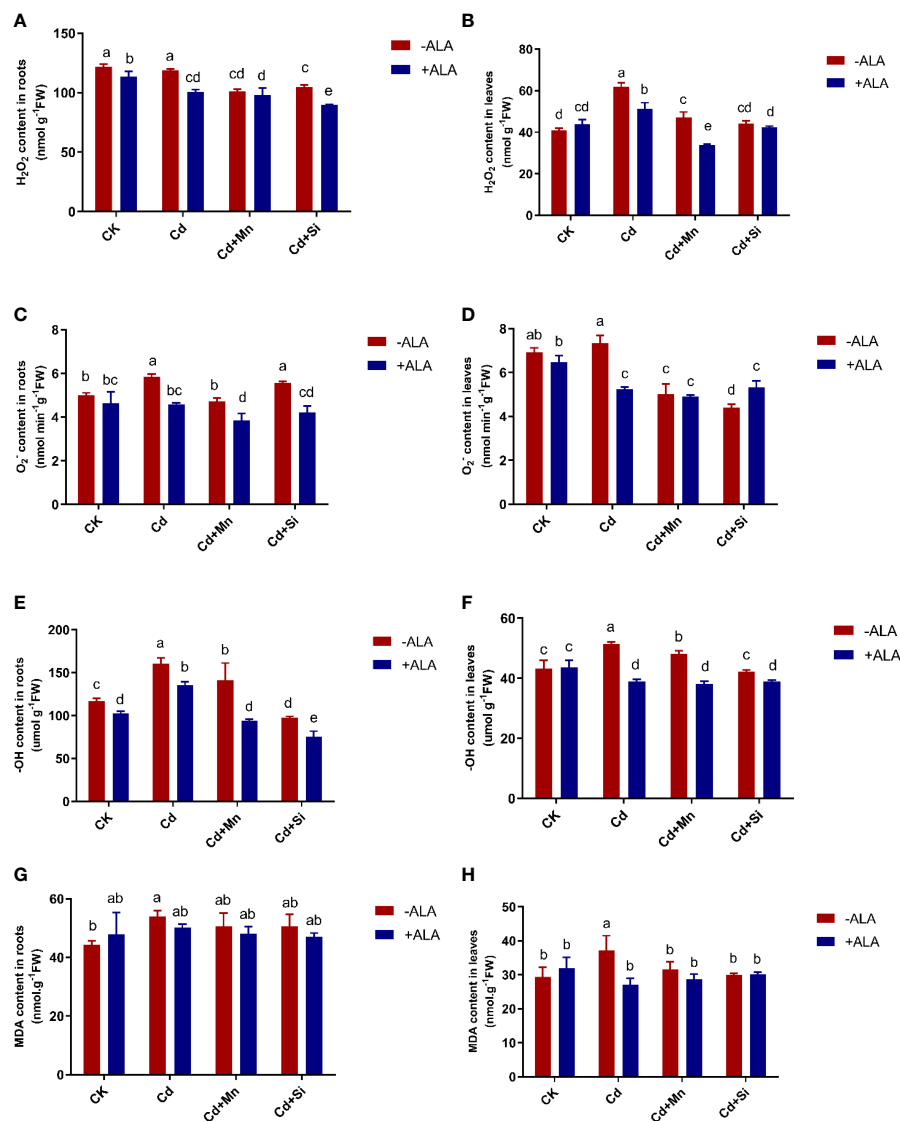 A
H₂O₂ content in roots
(nmol g⁻¹FW)
150
100
50
0
a b a cd cd d c e
CK Cd Cd+Mn Cd+Si
-ALA
+ALA
B
H₂O₂ content in leaves
(nmol g⁻¹FW)
80
60
40
20
0
d cd a b c e cd d
CK Cd Cd+Mn Cd+Si
-ALA
+ALA
C
O₂⁻ content in roots
(nmol min⁻¹g⁻¹FW)
8
6
4
2
0
b bc a bc b d a cd
CK Cd Cd+Mn Cd+Si
-ALA
+ALA
D
O₂⁻ content in leaves
(nmol min⁻¹g⁻¹FW)
8
6
4
2
0
ab b a c c c d c
CK Cd Cd+Mn Cd+Si
-ALA
+ALA
E
-OH content in roots
(umol g⁻¹FW)
200
150
100
50
0
c d a b b d d e
CK Cd Cd+Mn Cd+Si
-ALA
+ALA
F
-OH content in leaves
(umol g⁻¹FW)
60
40
20
0
c c a d b d c d
CK Cd Cd+Mn Cd+Si
-ALA
+ALA
G
MDA content in roots
(nmol.g⁻¹FW)
60
40
20
0
b ab a ab ab ab ab ab
CK Cd Cd+Mn Cd+Si
-ALA
+ALA
H
MDA content in leaves
(nmol.g⁻¹FW)
50
40
30
20
10
0
b b a b b b b b
CK Cd Cd+Mn Cd+Si
-ALA
+ALA